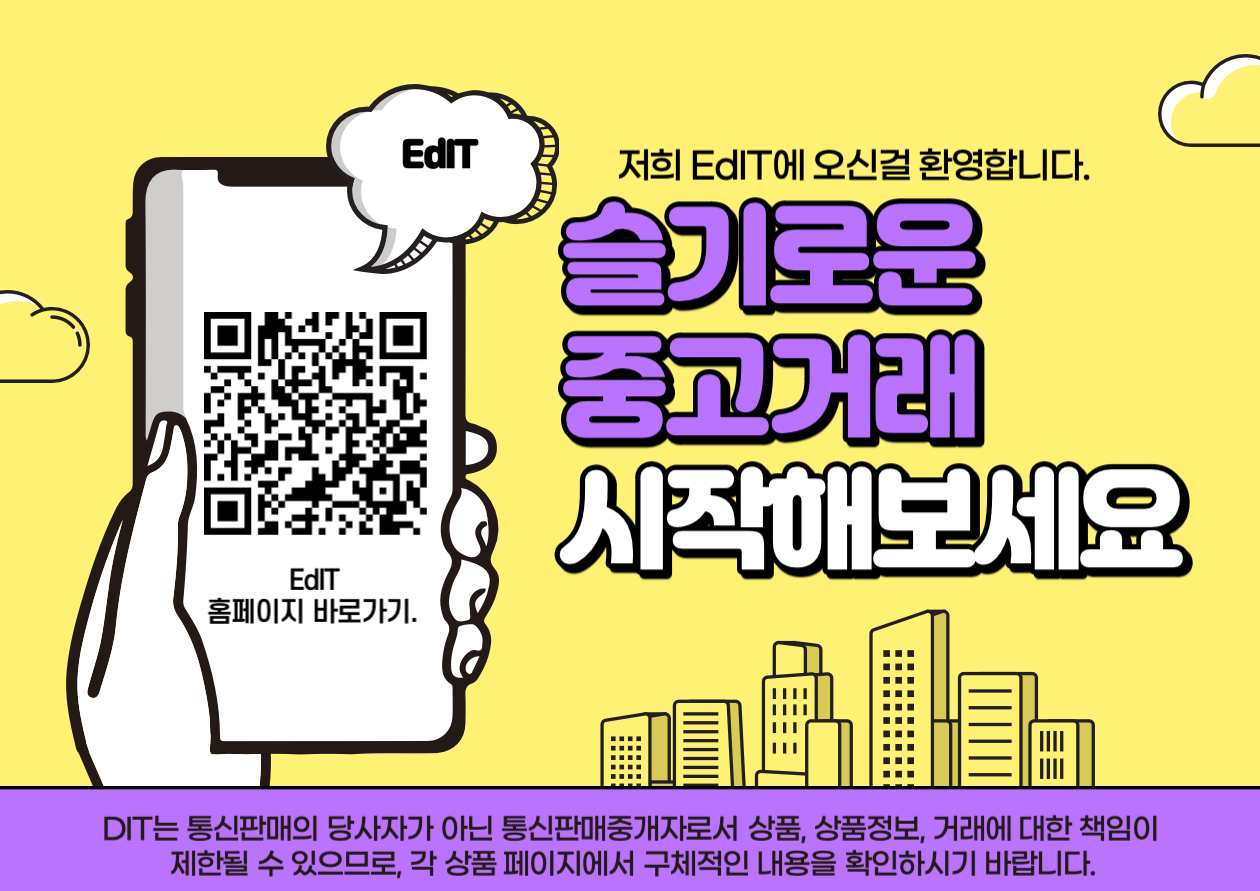 EdIT
저희 EdIT에 오신걸 환영합니다.
슬기로운
중고거래
시작해보세요
EdIT
홈페이지 바로가기.
DIT는 통신판매의 당사자가 아닌 통신판매중개자로서 상품, 상품정보, 거래에 대한 책임이
제한될 수 있으므로, 각 상품 페이지에서 구체적인 내용을 확인하시기 바랍니다.